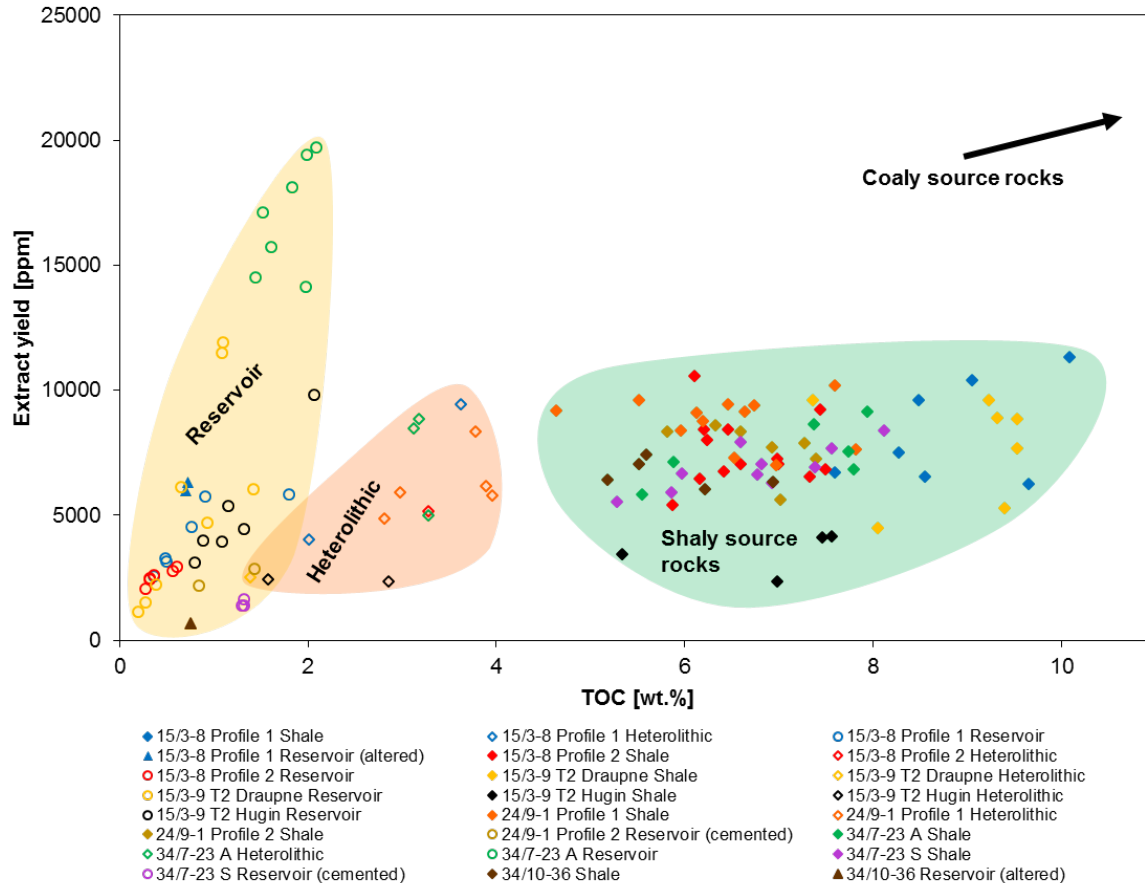 25000
20000
15000
10000
5000
0
Extract yield [ppm]
Coaly source rocks
Reservoir
Heterolithic
Shaly source
rocks
0 2 4 6 8 10
TOC [wt.%]
15/3-8 Profile 1 Shale 15/3-8 Profile 1 Heterolithic 15/3-8 Profile 1 Reservoir
15/3-8 Profile 1 Reservoir (altered) 15/3-8 Profile 2 Shale 15/3-8 Profile 2 Heterolithic
15/3-8 Profile 2 Reservoir 15/3-9 T2 Draupne Shale 15/3-9 T2 Draupne Heterolithic
15/3-9 T2 Draupne Reservoir 15/3-9 T2 Hugin Shale 15/3-9 T2 Hugin Heterolithic
15/3-9 T2 Hugin Reservoir 24/9-1 Profile 1 Shale 24/9-1 Profile 1 Heterolithic
24/9-1 Profile 2 Shale 24/9-1 Profile 2 Reservoir (cemented) 34/7-23 A Shale
34/7-23 A Heterolithic 34/7-23 A Reservoir 34/7-23 S Shale
34/7-23 S Reservoir (cemented) 34/10-36 Shale 34/10-36 Reservoir (altered)